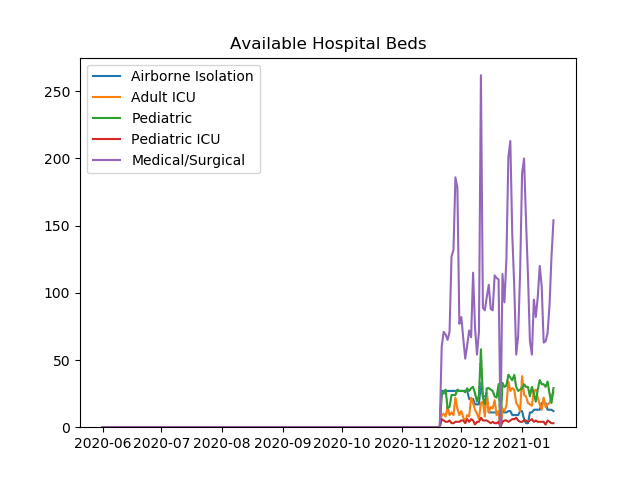 Available Hospital Beds
Airborne Isolation
Adult ICU
Pediatric
Pediatric ICU
Medical/Surgical
250
200
150
100
50
0
2020-06 2020-07 2020-08 2020-09 2020-10 2020-11 2020-12 2021-01